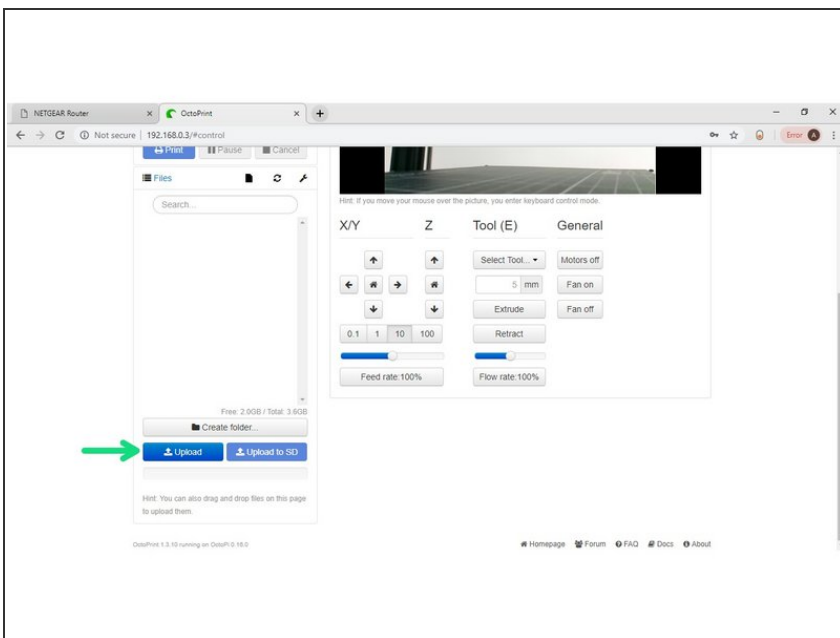 NETGEAR Router
OctoPrint
Not secure | 192.168.0.3/#control
Error A
Print Pause Cancel
Files
Search...
Free: 2.0GB / Total: 3.6GB
Create folder...
Upload Upload to SD
Hint: You can also drag and drop files on this page
to upload them.
Hint: If you move your mouse over the picture, you enter keyboard control mode.
X/Y Z Tool (E) General
Select Tool... Motors off
5 mm Fan on
Extrude Fan off
0.1 1 10 100 Retract
Feed rate:100% Flow rate:100%
OctoPrint 1.3.10 running on OctoPi 0.16.0
Homepage Forum FAQ Docs About